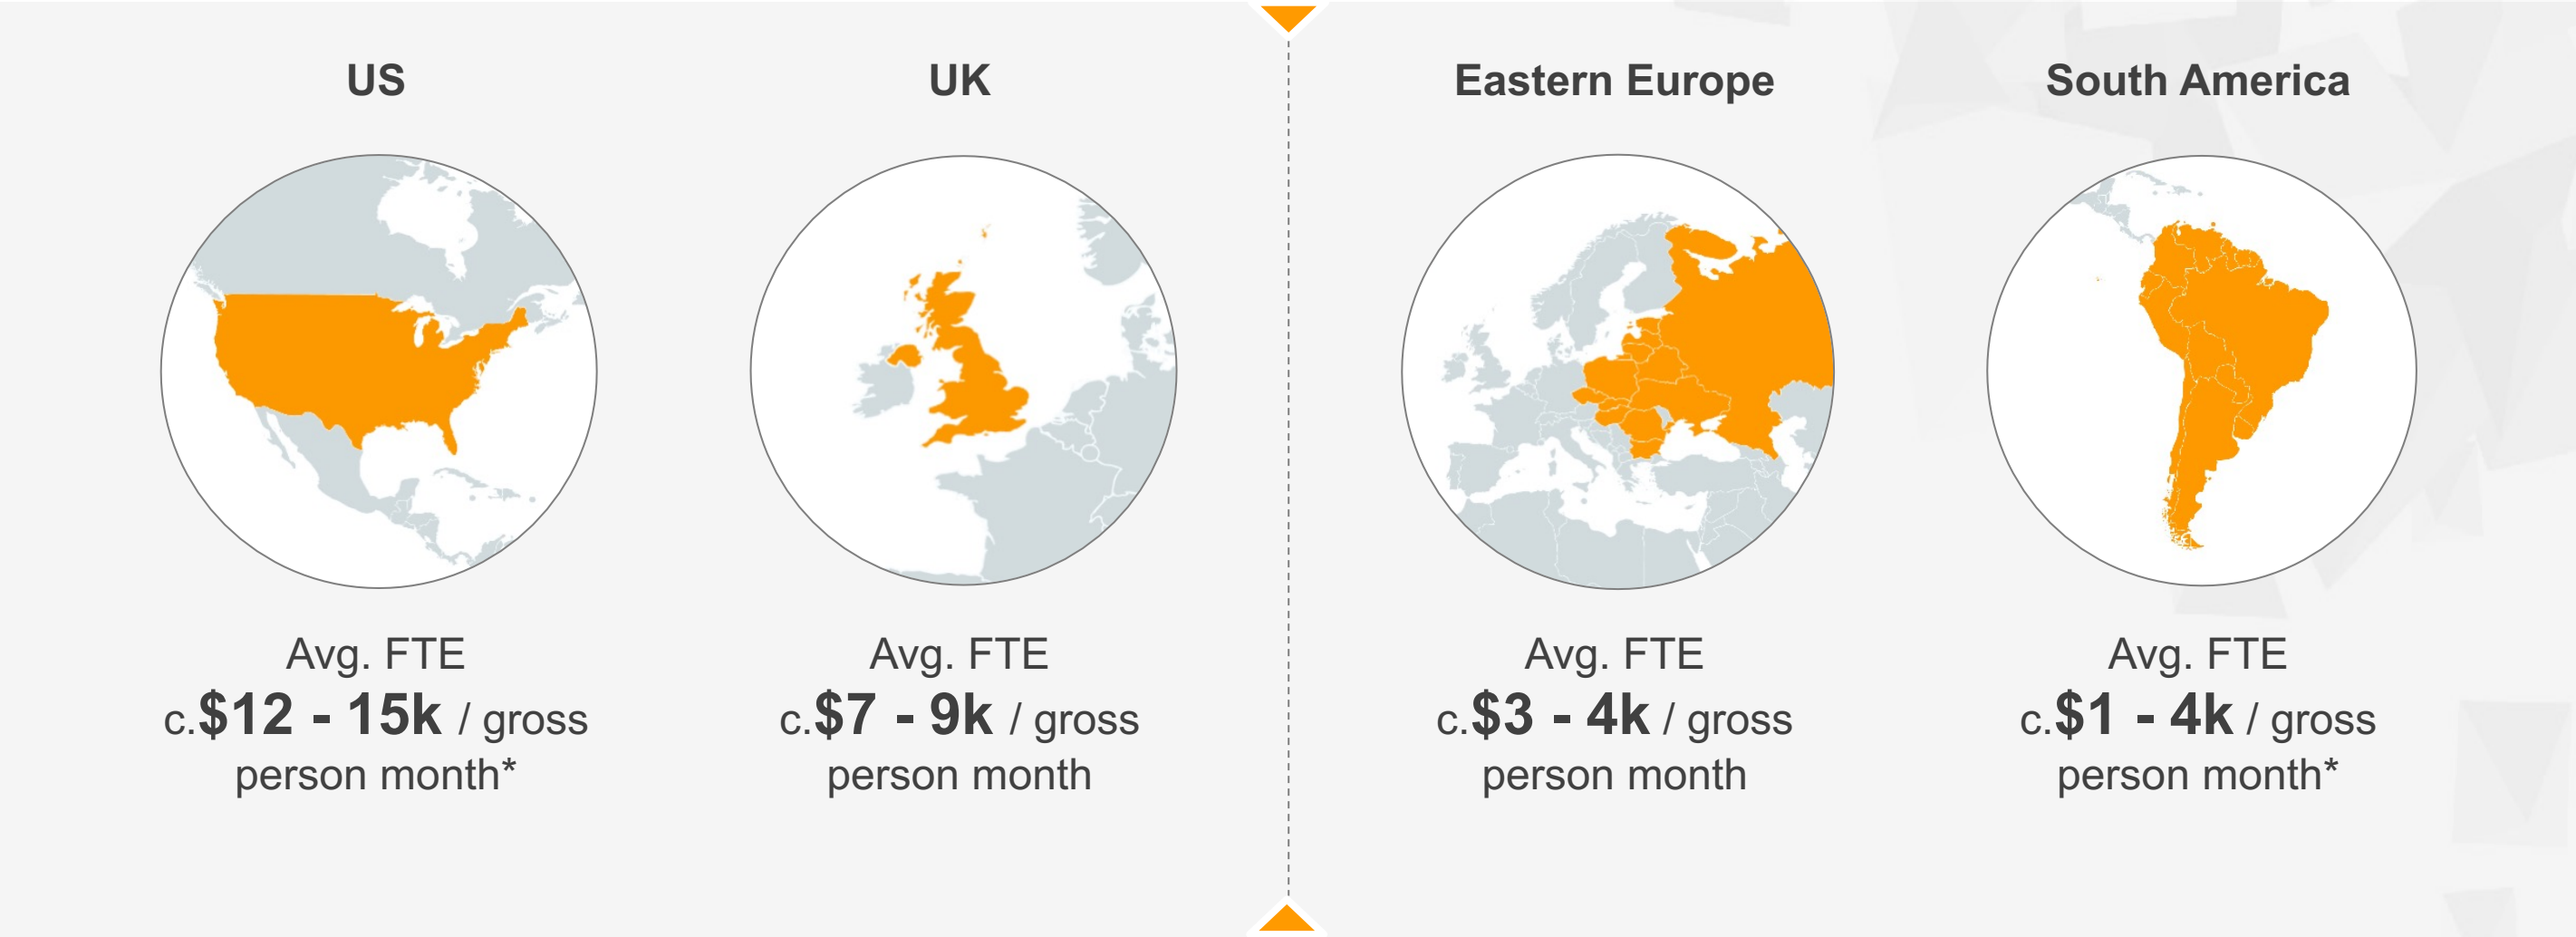 US
Avg. FTE
c.$12 - 15k / gross
person month*
UK
Avg. FTE
c.$7 - 9k / gross
person month
Eastern Europe
Avg. FTE
c.$3 - 4k / gross
person month
South America
Avg. FTE
c.$1 - 4k / gross
person month*